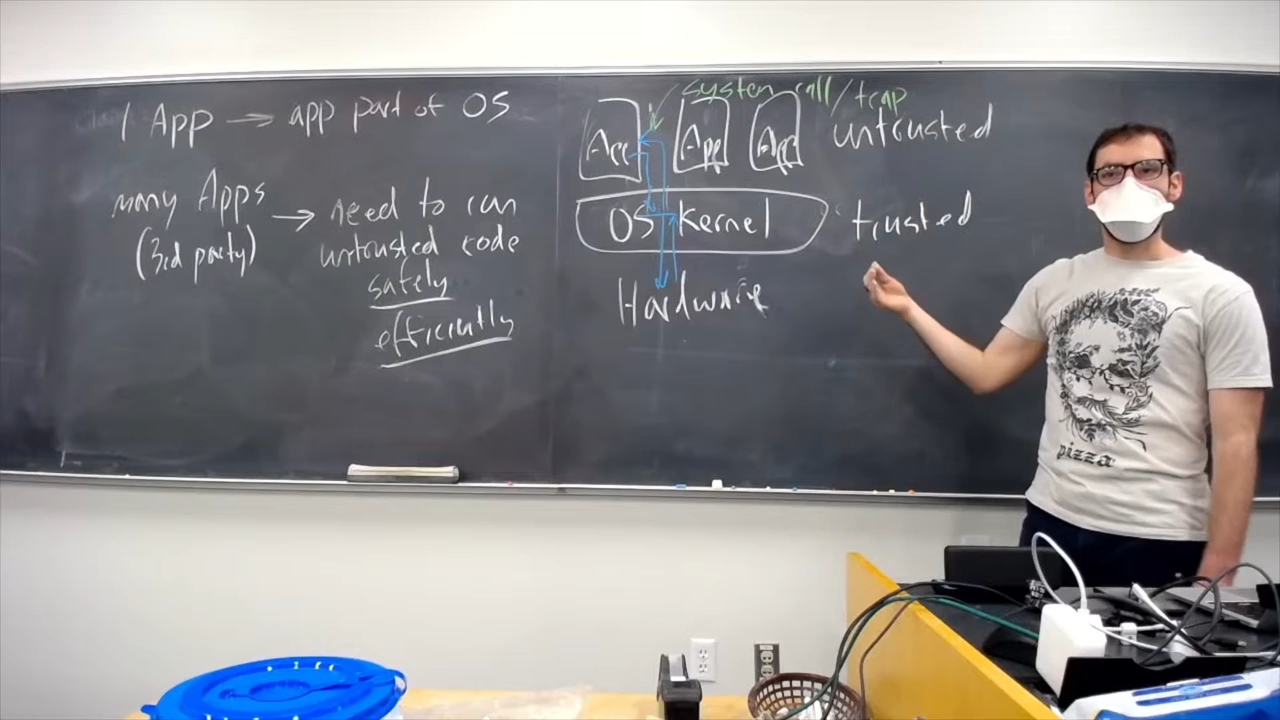 1 App → app part of OS
many Apps → need to run
(3rd party) untrusted code
safely
efficiently
system call/trap
App App App untrusted
OS Kernel trusted
Hardware
pizza